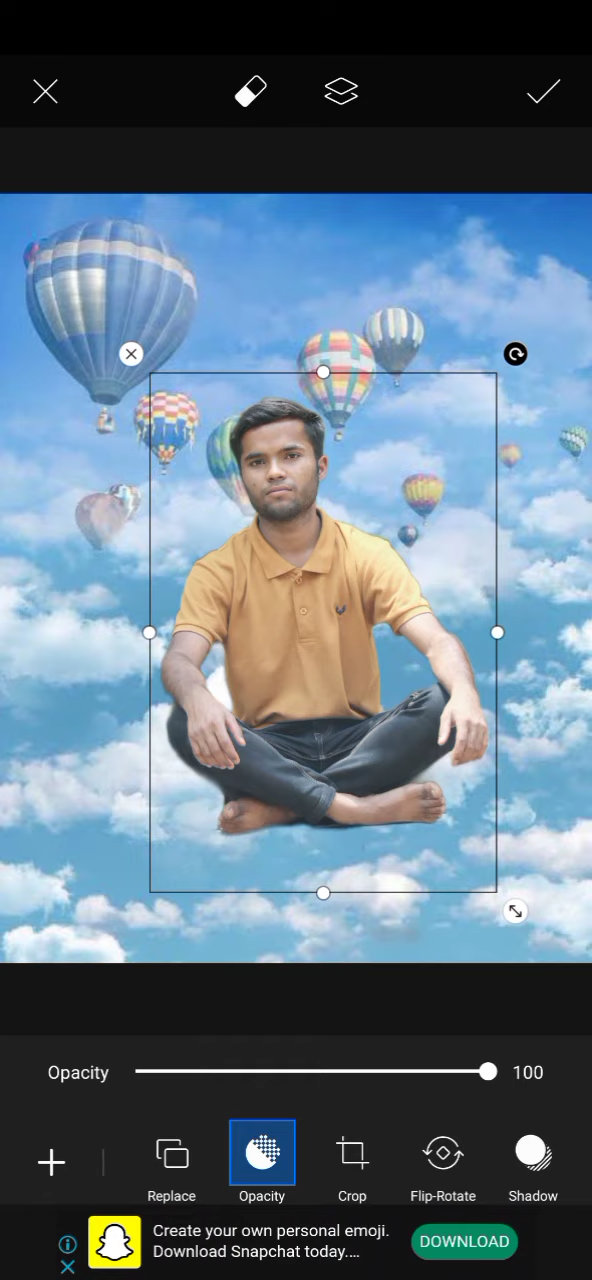 Opacity 100
Replace Opacity Crop Flip-Rotate Shadow
Create your own personal emoji.
Download Snapchat today....
DOWNLOAD